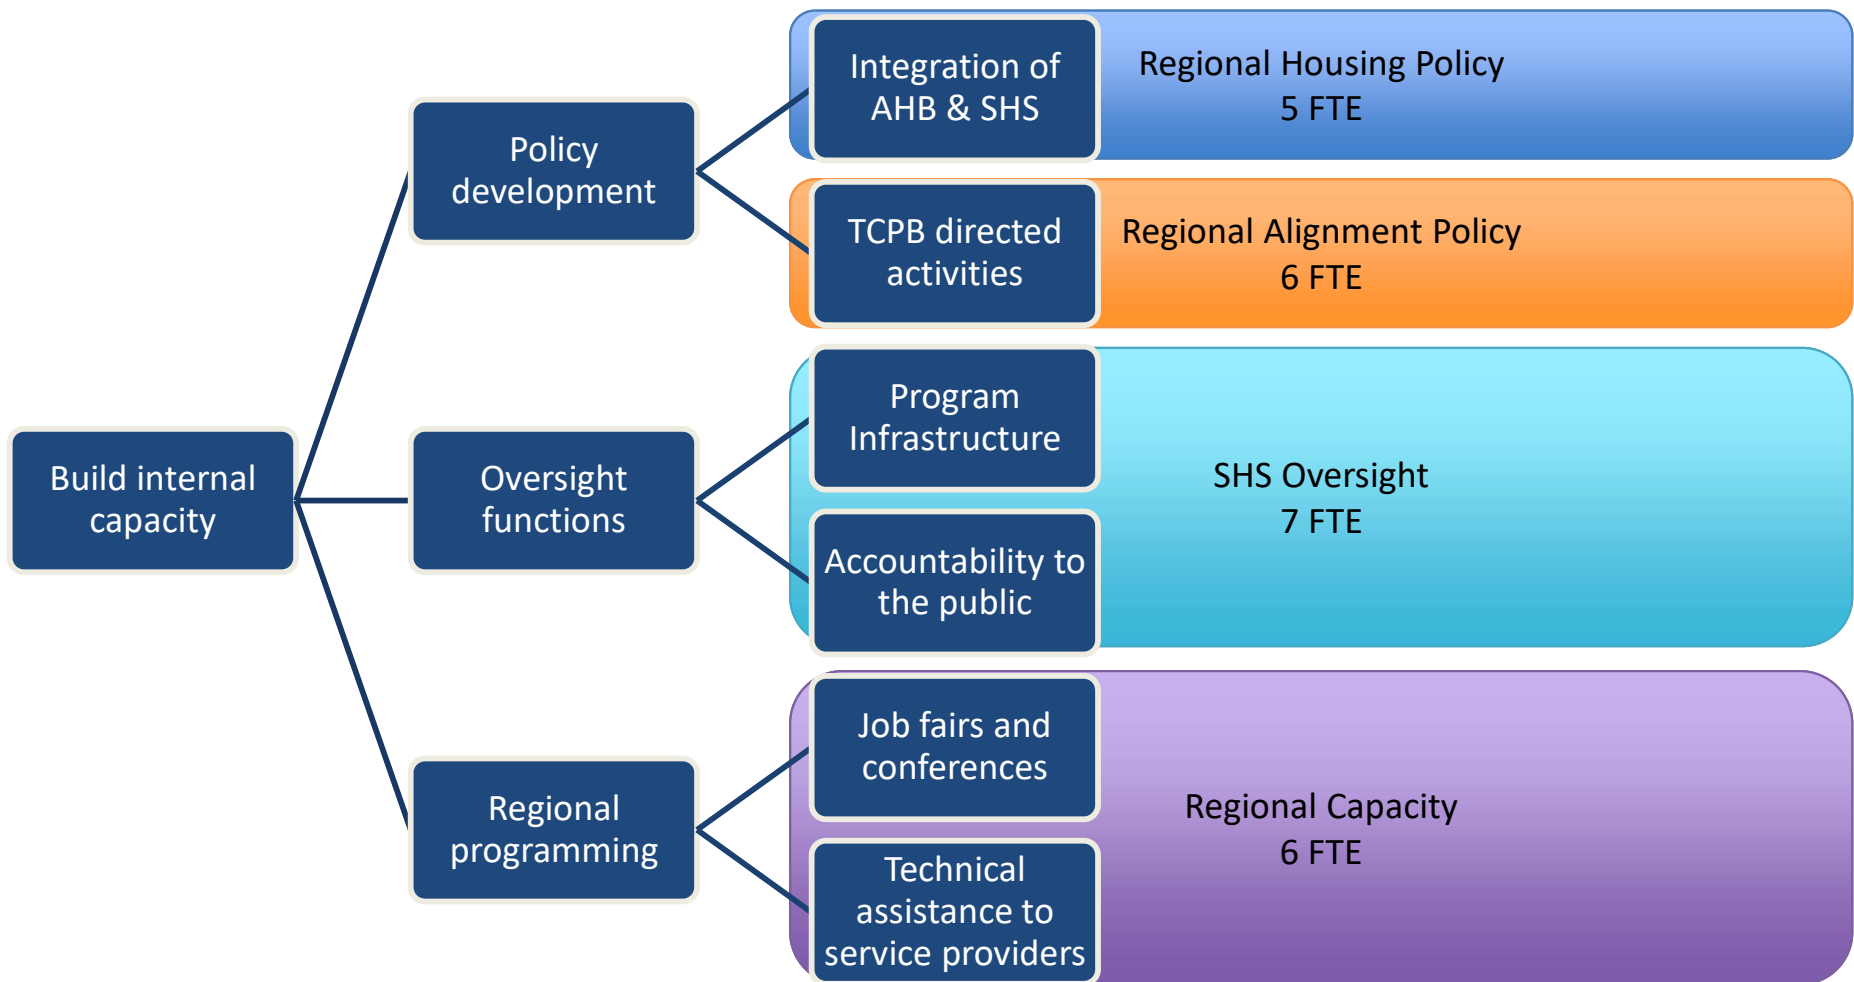 Build internal
capacity
Policy
development
Integration of
AHB & SHS
Regional Housing Policy
5 FTE
TCPB directed
activities
Regional Alignment Policy
6 FTE
Oversight
functions
Program
Infrastructure
Accountability to
the public
SHS Oversight
7 FTE
Regional
programming
Job fairs and
conferences
Technical
assistance to
service providers
Regional Capacity
6 FTE